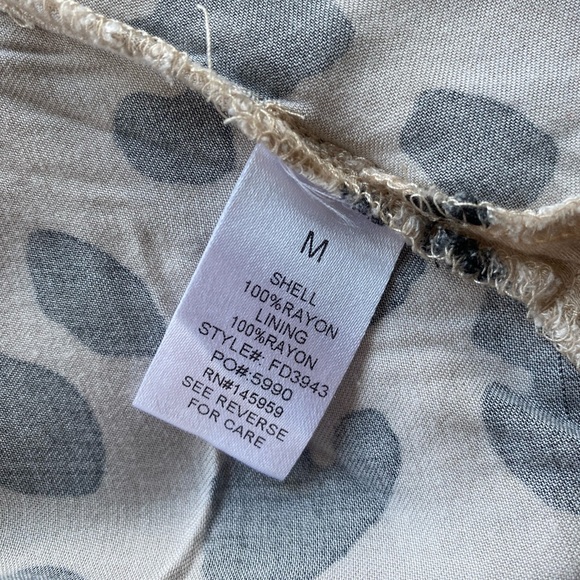 M
SHELL
100%RAYON
LINING
100%RAYON
STYLE#: FD3943
PO#:5990
RN#145959
SEE REVERSE
FOR CARE